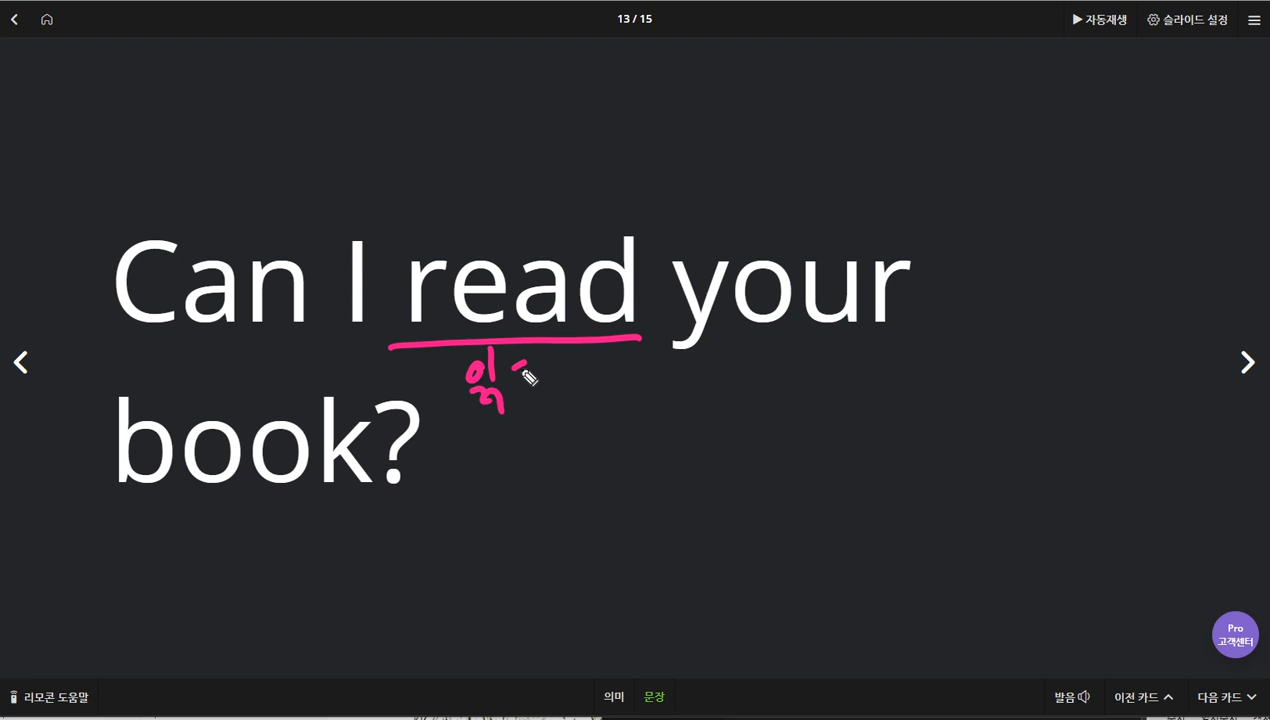 13 / 15
자동재생
슬라이드 설정
Can I read your
book?
Pro
고객센터
리모콘 도움말
의미
문장
발음
이전 카드
다음 카드